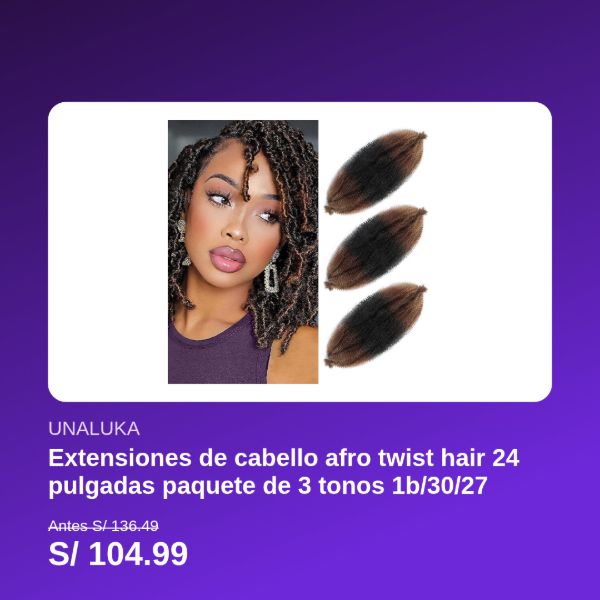 UNALUKA
Extensiones de cabello afro twist hair 24
pulgadas paquete de 3 tonos 1b/30/27
Antes S/ 136.49
S/ 104.99